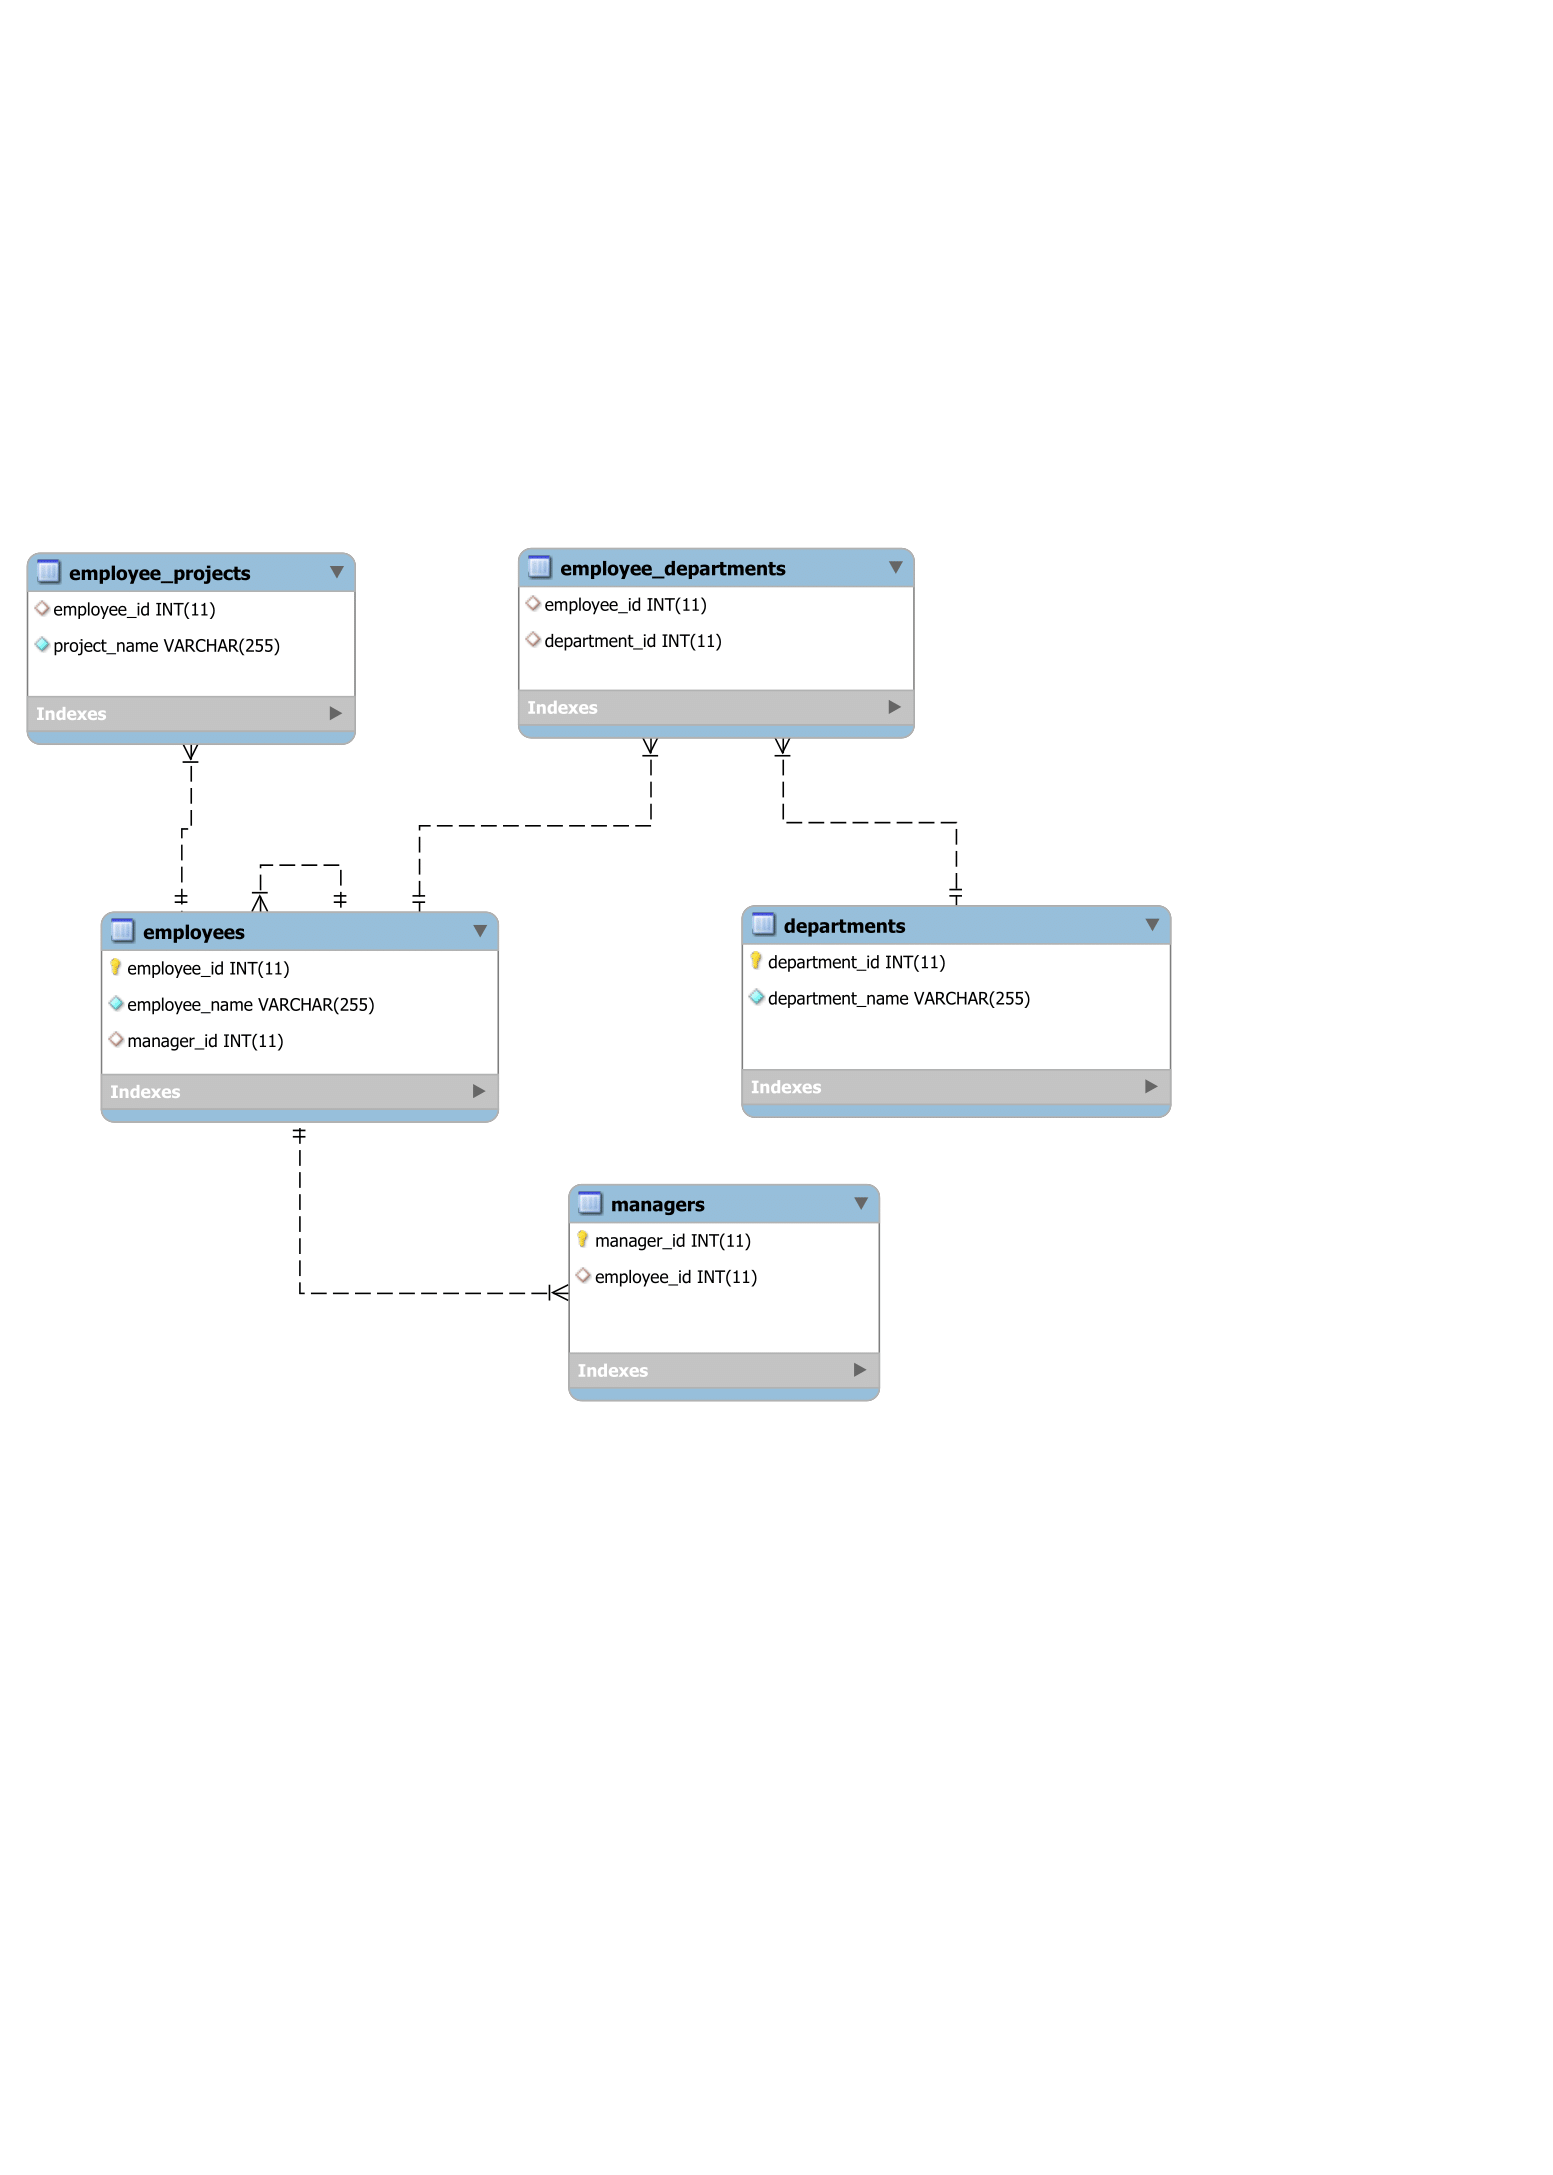 employee_projects
employee_id INT(11)
project_name VARCHAR(255)
Indexes
employee_departments
employee_id INT(11)
department_id INT(11)
Indexes
employees
employee_id INT(11)
employee_name VARCHAR(255)
manager_id INT(11)
Indexes
departments
department_id INT(11)
department_name VARCHAR(255)
Indexes
managers
manager_id INT(11)
employee_id INT(11)
Indexes